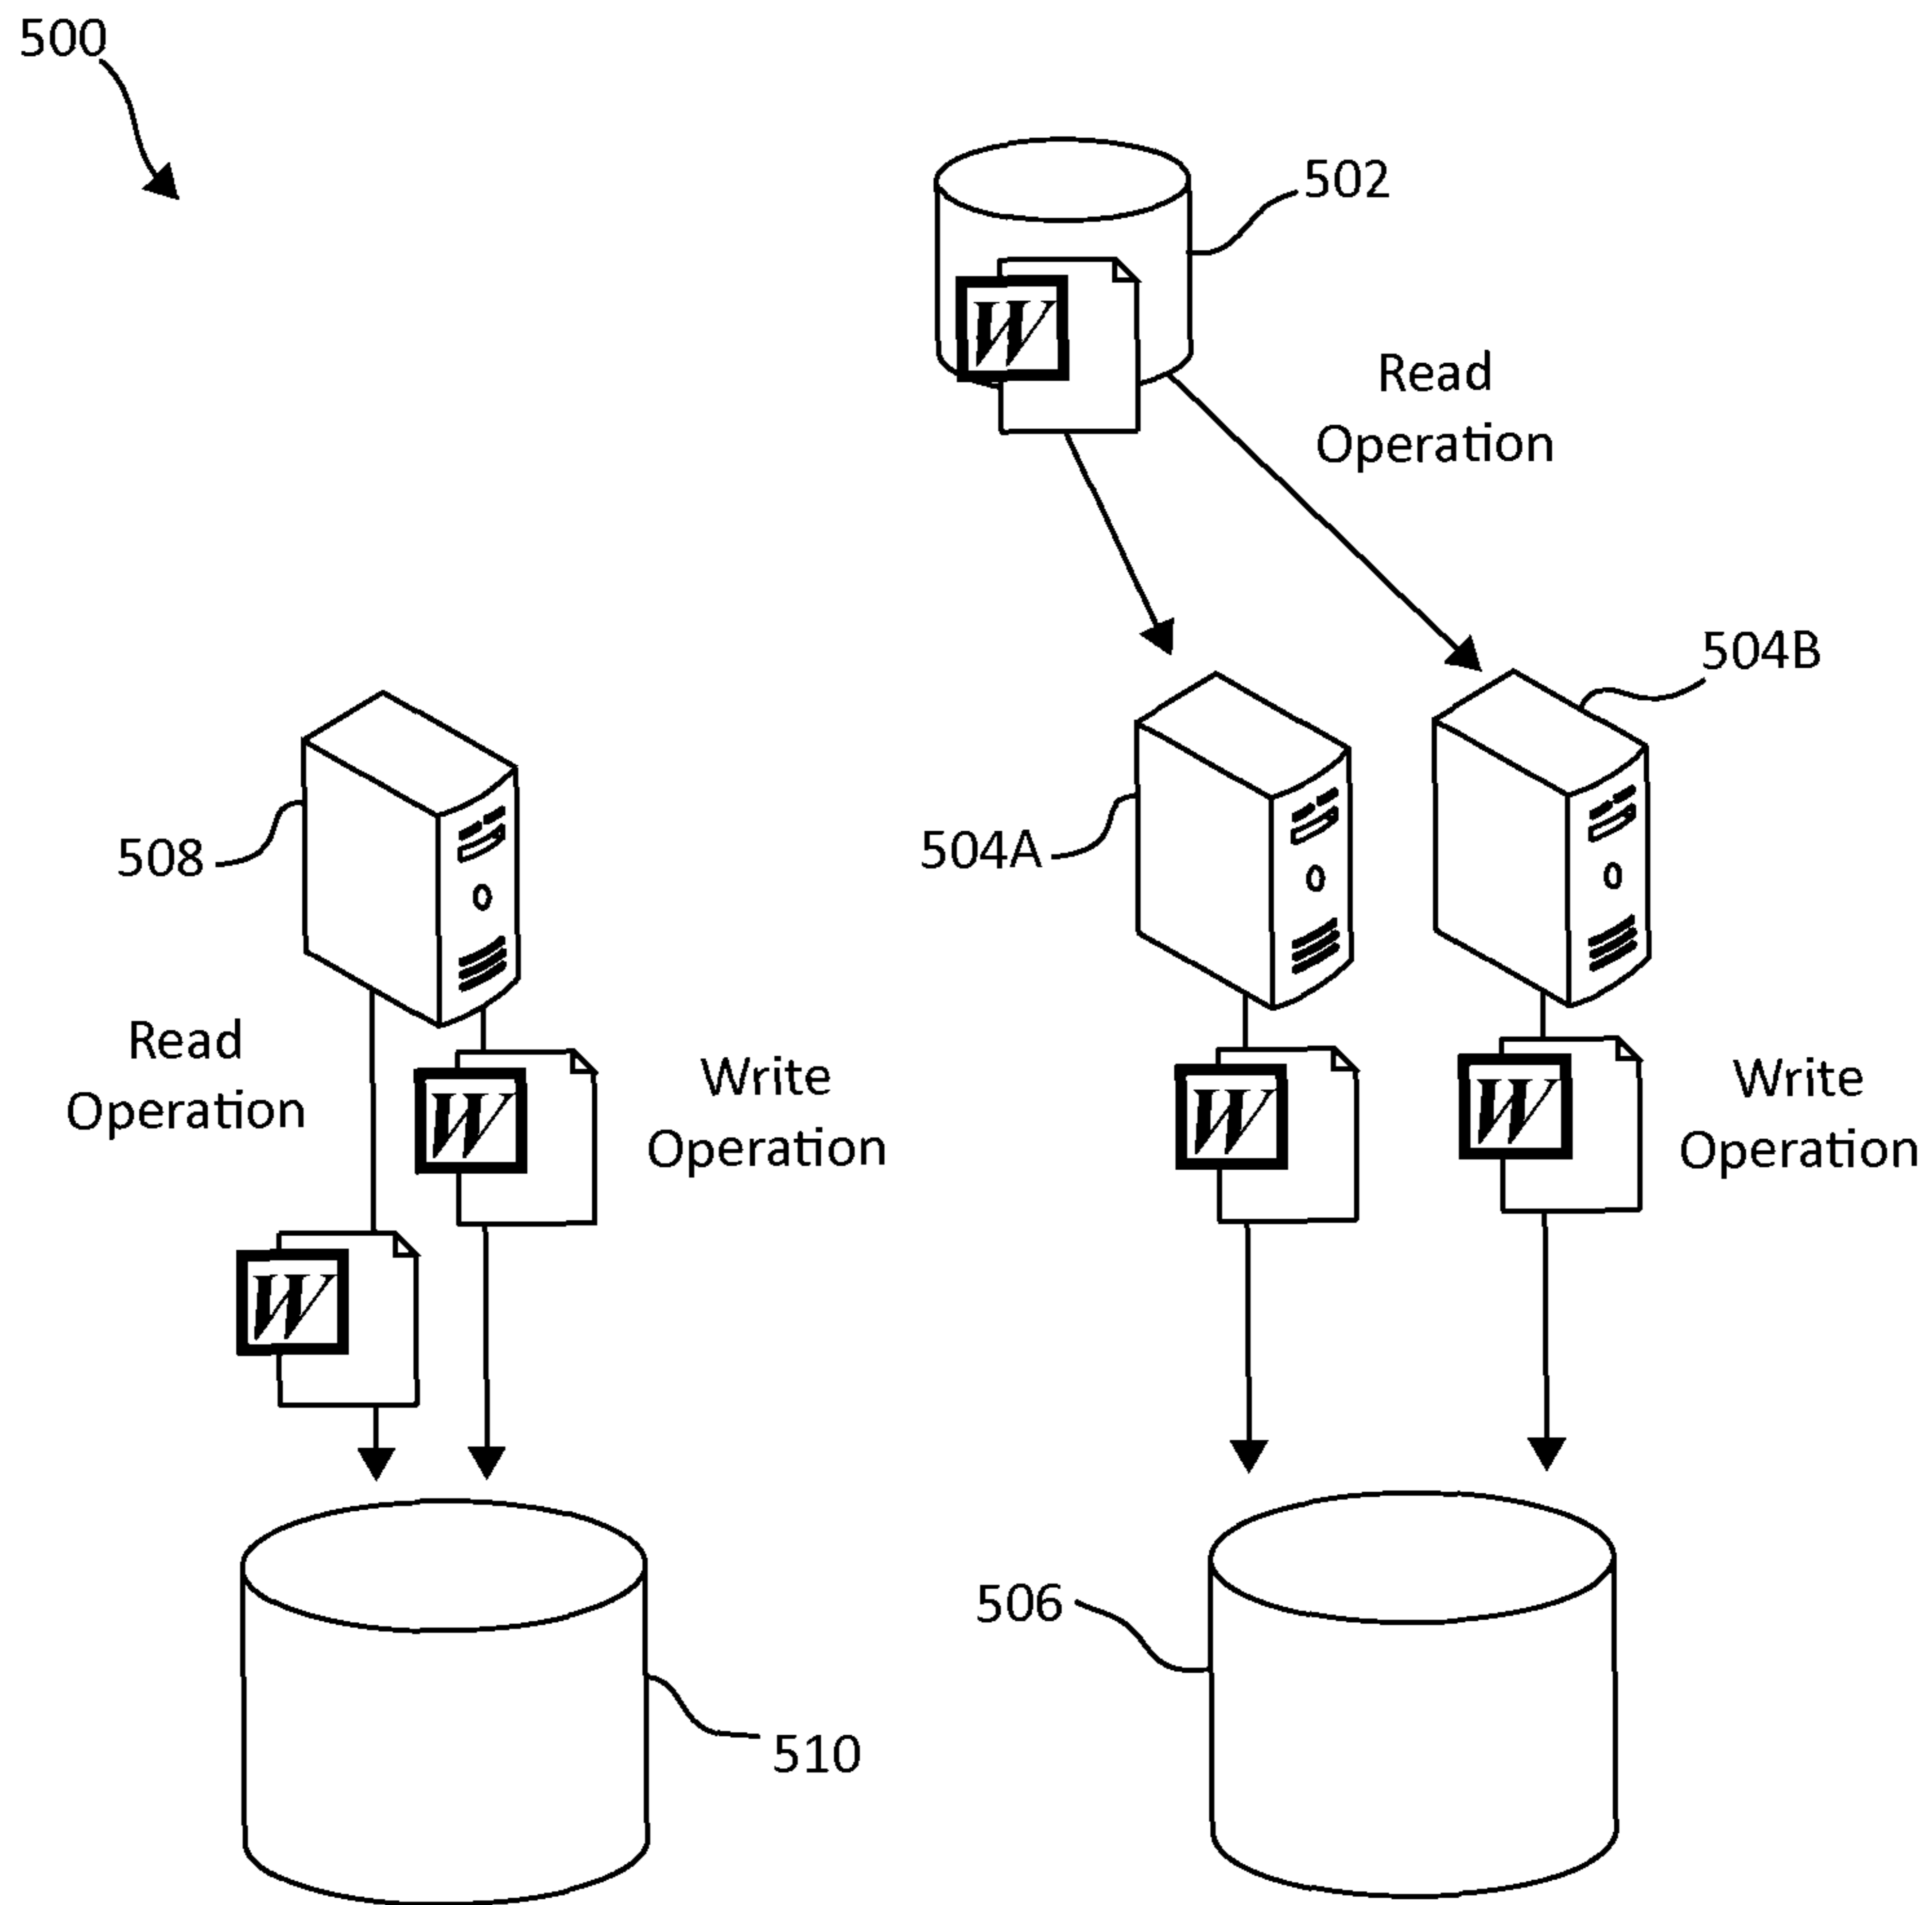 500
502
Read
Operation
504B
508
504A
Read
Operation
W
Write
Operation
W
W
Write
Operation
W
W
506
510